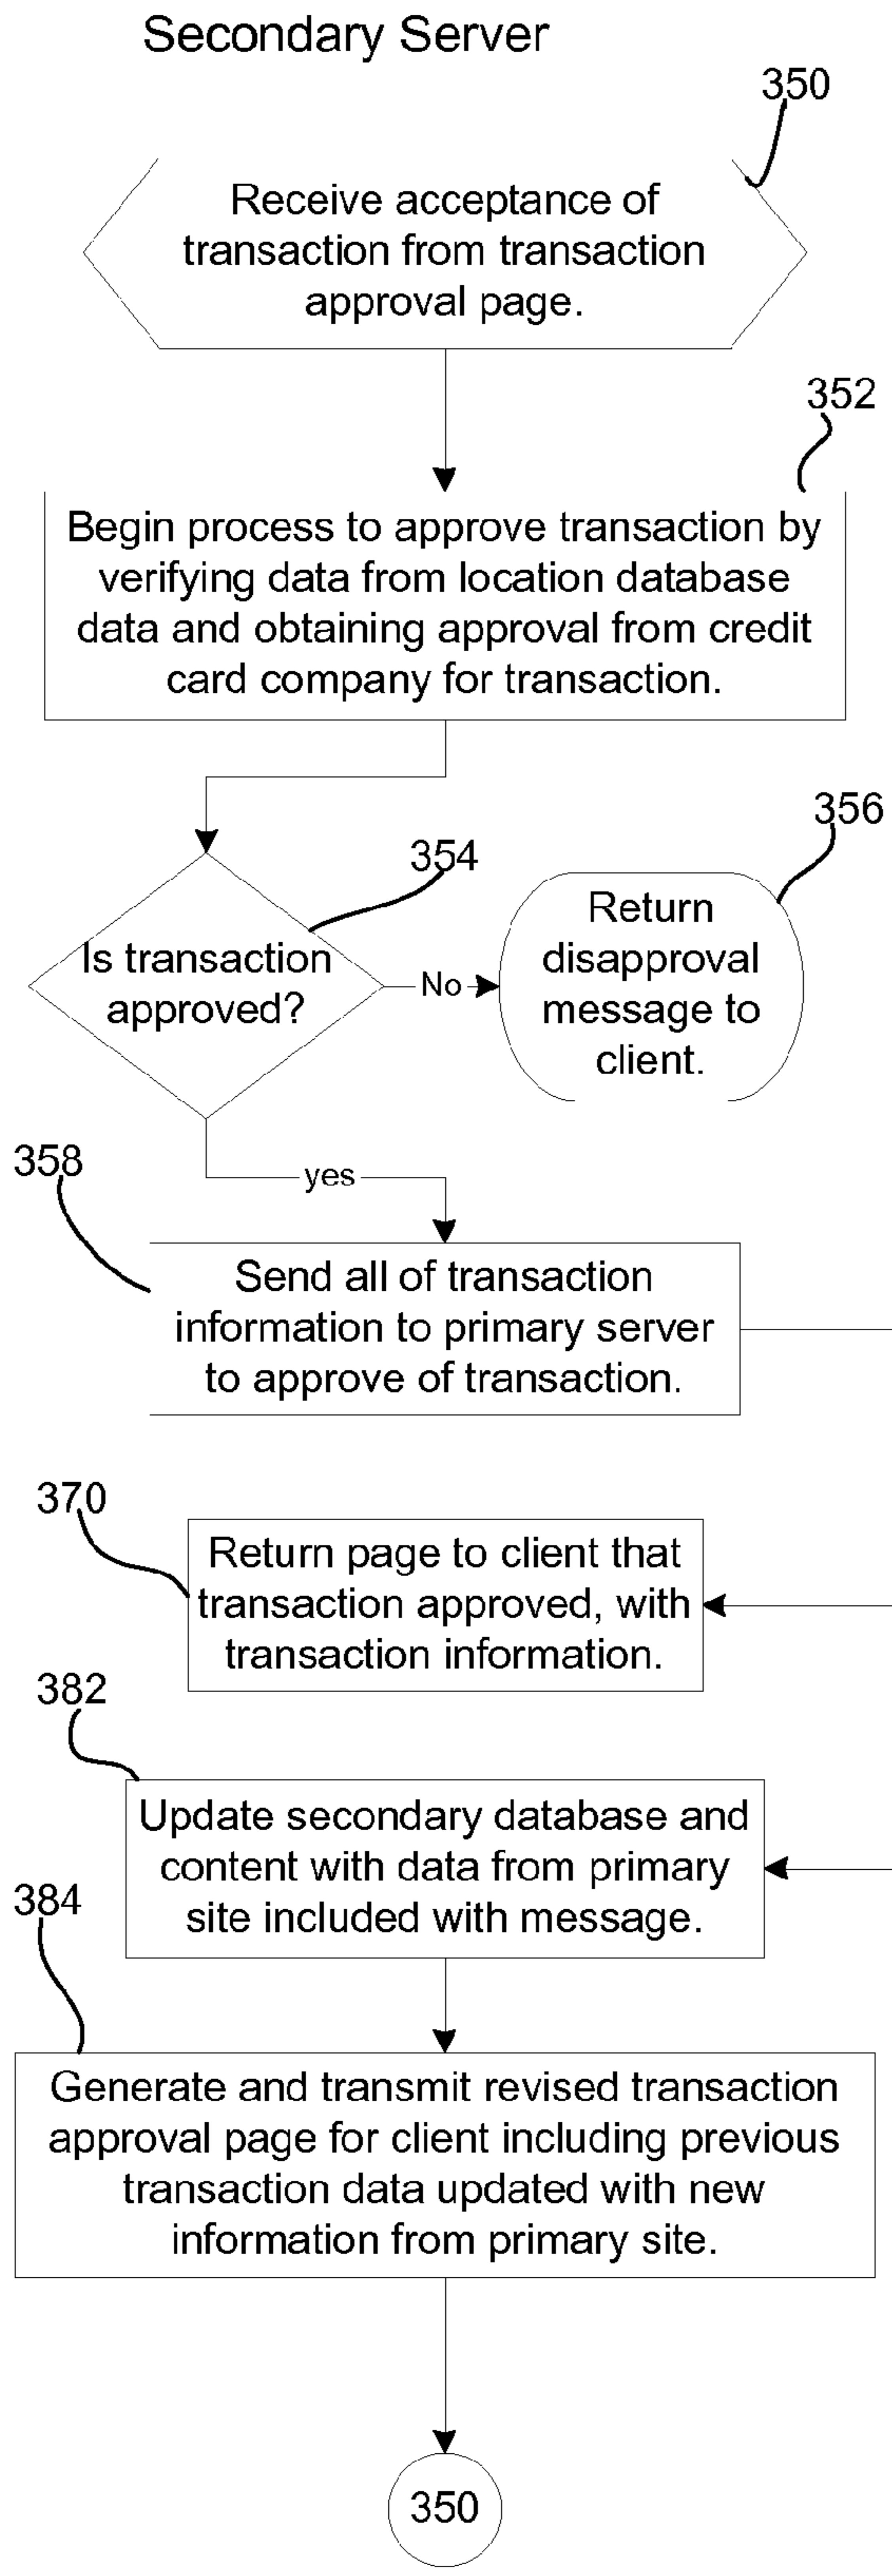 Secondary Server
350
Receive acceptance of
transaction from transaction
approval page.
352
Begin process to approve transaction by
verifying data from location database
data and obtaining approval from credit
card company for transaction.
354
Is transaction
approved?
No
356
Return
disapproval
message to
client.
yes
358
Send all of transaction
information to primary server
to approve of transaction.
370
Return page to client that
transaction approved, with
transaction information.
382
Update secondary database and
content with data from primary
site included with message.
384
Generate and transmit revised transaction
approval page for client including previous
transaction data updated with new
information from primary site.
350